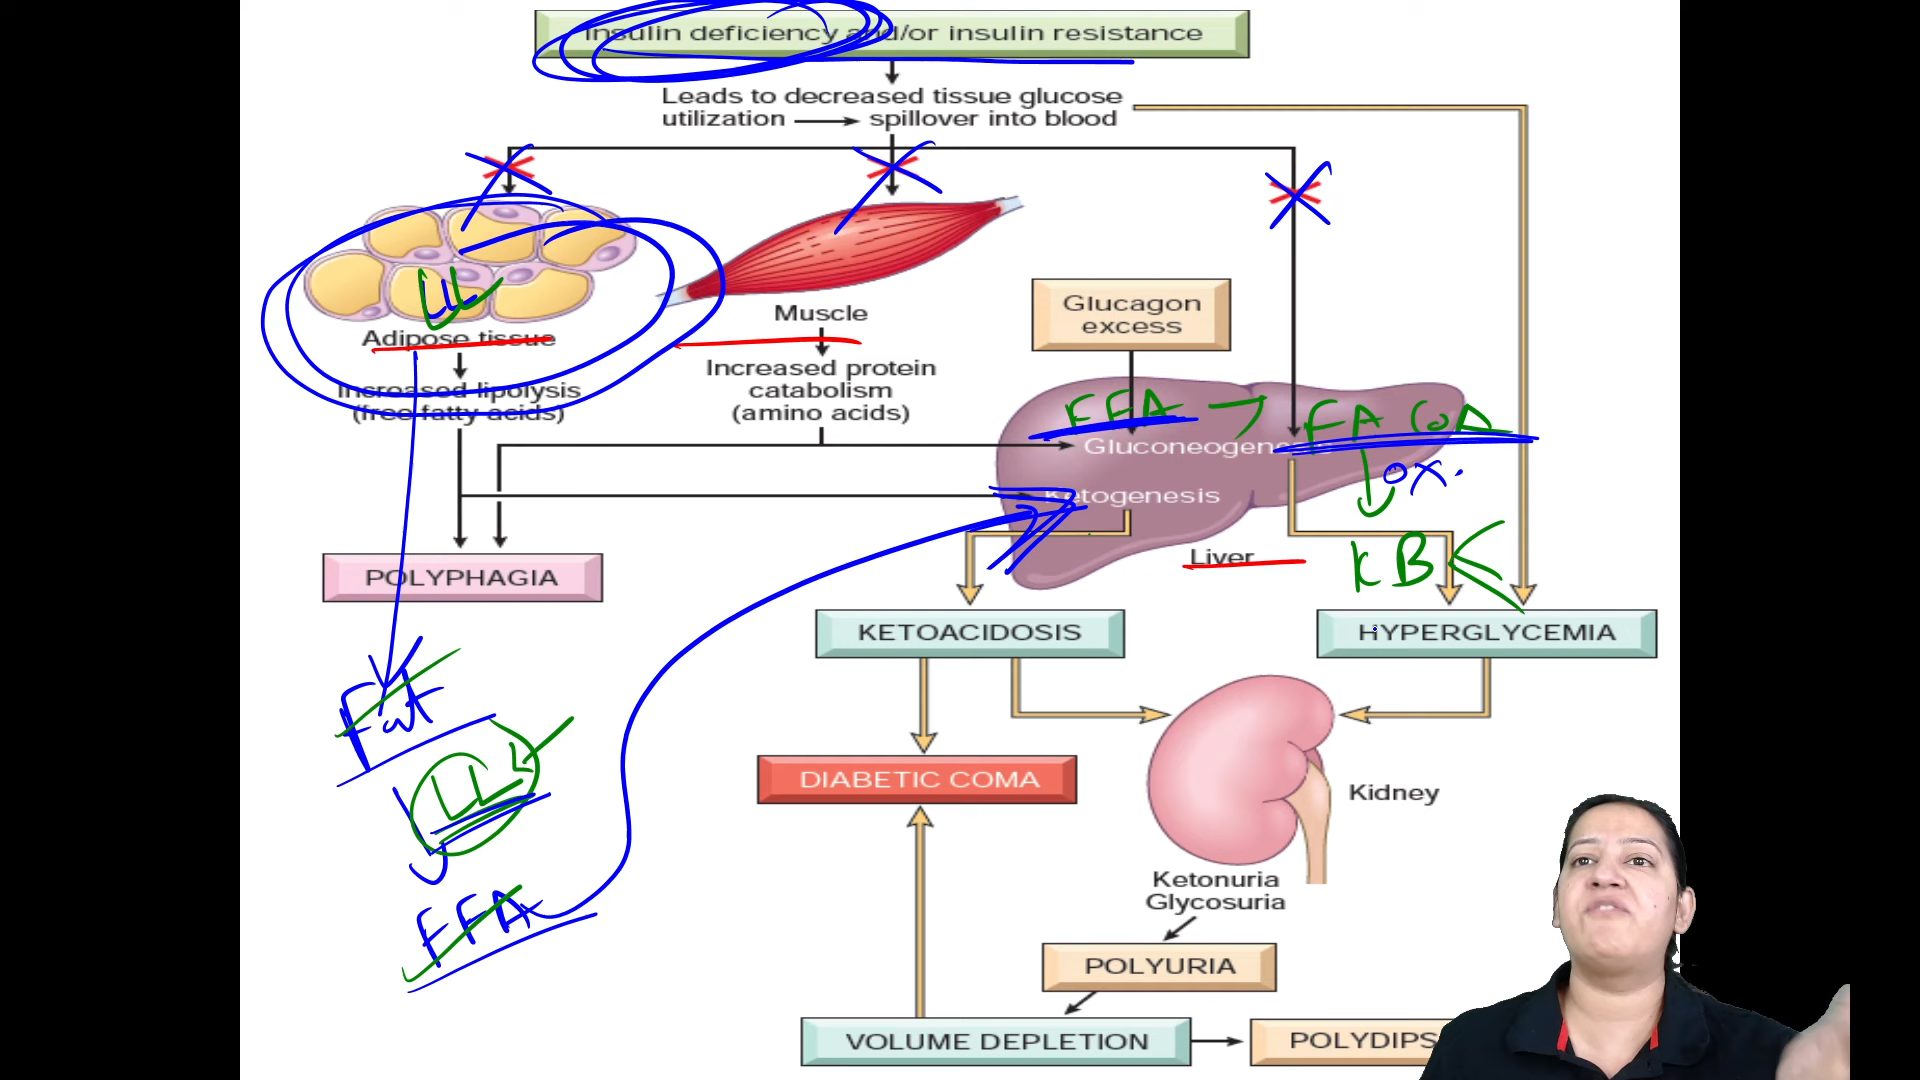 Insulin deficiency and/or insulin resistance
Leads to decreased tissue glucose
utilization → spillover into blood
LL
Adipose tissue
Increased lipolysis
(free fatty acids)
Muscle
Increased protein
catabolism
(amino acids)
Glucagon
excess
FFA → FA CoA
Gluconeogenesis
OX.
Ketogenesis
Liver
KB
POLYPHAGIA
KETOACIDOSIS
HYPERGLYCEMIA
Fat
LL
FFA
DIABETIC COMA
Kidney
Ketonuria
Glycosuria
POLYURIA
VOLUME DEPLETION
POLYDIPS